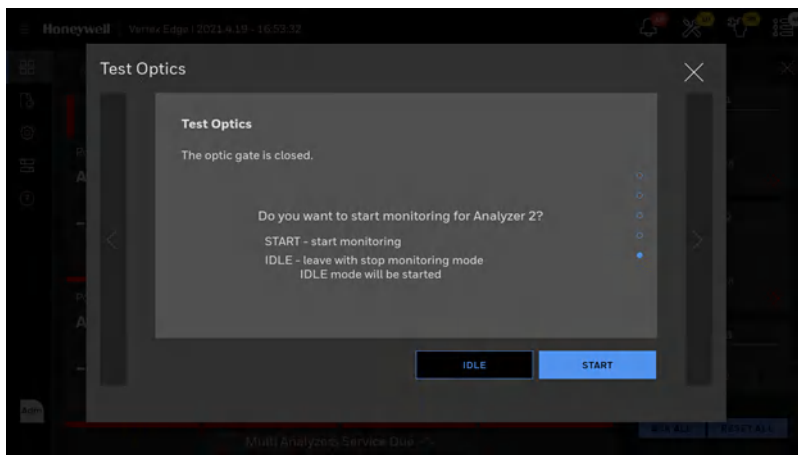 Honeywell
Vertex Edge | 2021.4.19 - 16:53:32
Test Optics
Test Optics
The optic gate is closed.
Do you want to start monitoring for Analyzer 2?
START - start monitoring
IDLE - leave with stop monitoring mode
IDLE mode will be started
IDLE
START
Adm
Multi Analyzers Service Due
RESET ALL